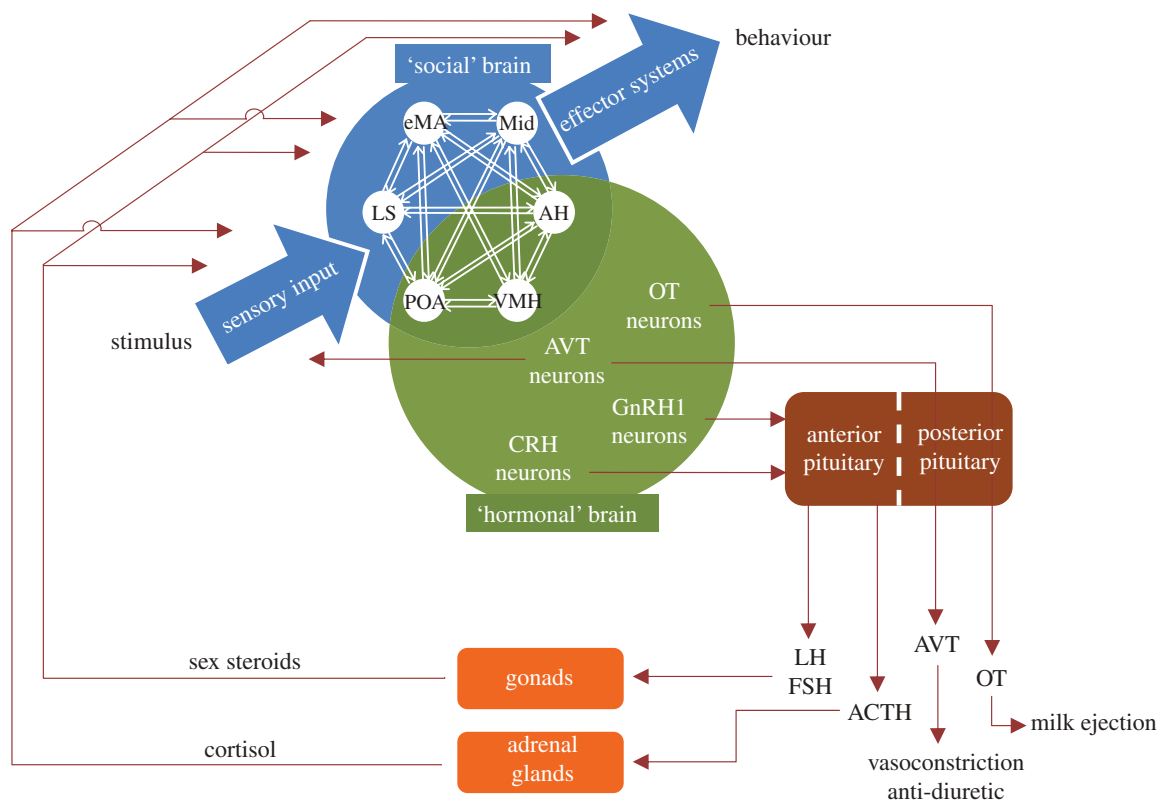 behaviour
'social' brain
effector systems
eMA
Mid
LS
AH
sensory input
POA
VMH
OT
neurons
stimulus
AVT
neurons
GnRH1
neurons
anterior
pituitary
posterior
pituitary
CRH
neurons
'hormonal' brain
sex steroids
gonads
LH
FSH
AVT
OT
ACTH
milk ejection
cortisol
adrenal
glands
vasoconstriction
anti-diuretic